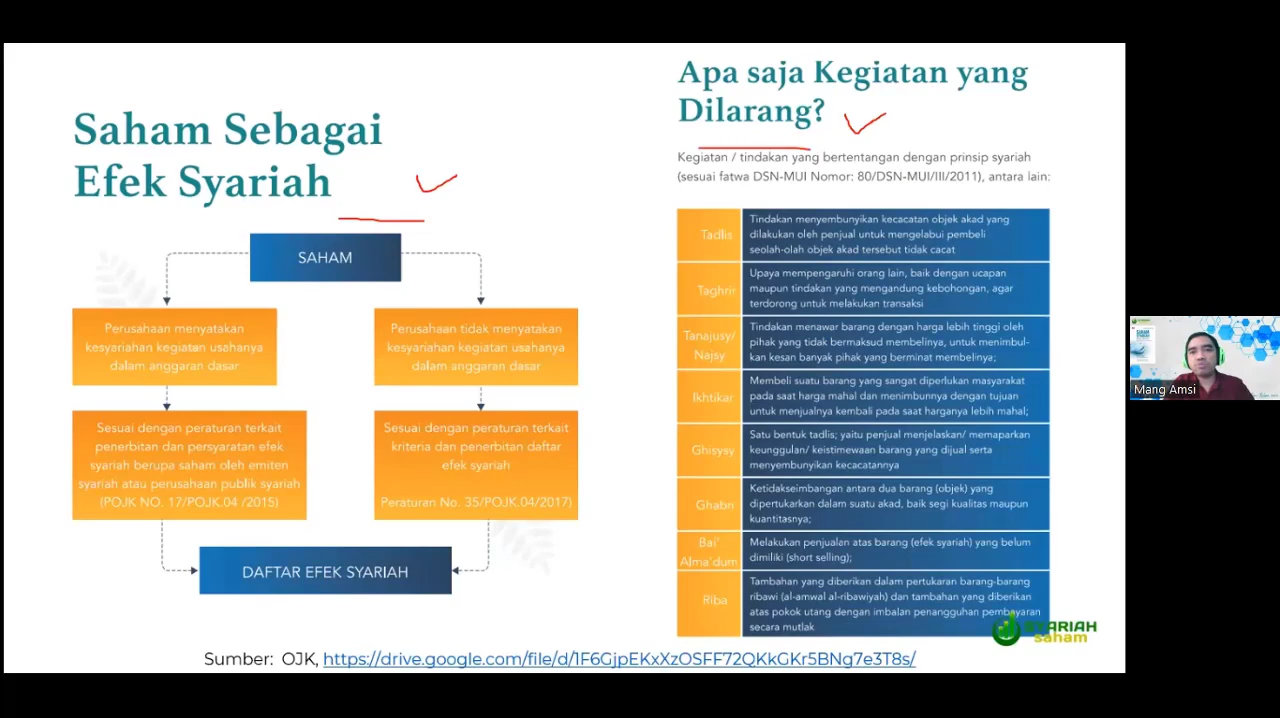 Saham Sebagai
Efek Syariah
SAHAM
Perusahaan menyatakan
kesyariahan kegiatan usahanya
dalam anggaran dasar
Perusahaan tidak menyatakan
kesyariahan kegiatan usahanya
dalam anggaran dasar
Sesuai dengan peraturan terkait
penerbitan dan persyaratan efek
syariah berupa saham oleh emiten
syariah atau perusahaan publik syariah
(POJK NO. 17/POJK.04 /2015)
Sesuai dengan peraturan terkait
kriteria dan penerbitan daftar
efek syariah
Peraturan No. 35/POJK.04/2017)
DAFTAR EFEK SYARIAH
Apa saja Kegiatan yang
Dilarang?
Kegiatan / tindakan yang bertentangan dengan prinsip syariah
(sesuai fatwa DSN-MUI Nomor: 80/DSN-MUI/III/2011), antara lain:
Tadlis
Tindakan menyembunyikan kecacatan objek akad yang
dilakukan oleh penjual untuk mengelabui pembeli
seolah-olah objek akad tersebut tidak cacat
Taghrir
Upaya mempengaruhi orang lain, baik dengan ucapan
maupun tindakan yang mengandung kebohongan, agar
terdorong untuk melakukan transaksi
Tanajusy/
Najsy
Tindakan menawar barang dengan harga lebih tinggi oleh
pihak yang tidak bermaksud membelinya, untuk menimbul-
kan kesan banyak pihak yang berminat membelinya;
Ikhtikar
Membeli suatu barang yang sangat diperlukan masyarakat
pada saat harga mahal dan menimbunnya dengan tujuan
untuk menjualnya kembali pada saat harganya lebih mahal;
Ghisysy
Satu bentuk tadlis; yaitu penjual menjelaskan/ memaparkan
keunggulan/ keistimewaan barang yang dijual serta
menyembunyikan kecacatannya
Ghabn
Ketidakseimbangan antara dua barang (objek) yang
dipertukarkan dalam suatu akad, baik segi kualitas maupun
kuantitasnya;
Bai'
Alma'dum
Melakukan penjualan atas barang (efek syariah) yang belum
dimiliki (short selling);
Riba
Tambahan yang diberikan dalam pertukaran barang-barang
ribawi (al-amwal al-ribawiyah) dan tambahan yang diberikan
atas pokok utang dengan imbalan penangguhan pembayaran
secara mutlak
SYARIAH
saham
Sumber: OJK, https://drive.google.com/file/d/1F6GjpEKxXzOSFF72QKkGKr5BNg7e3T8s/
Mang Amsi